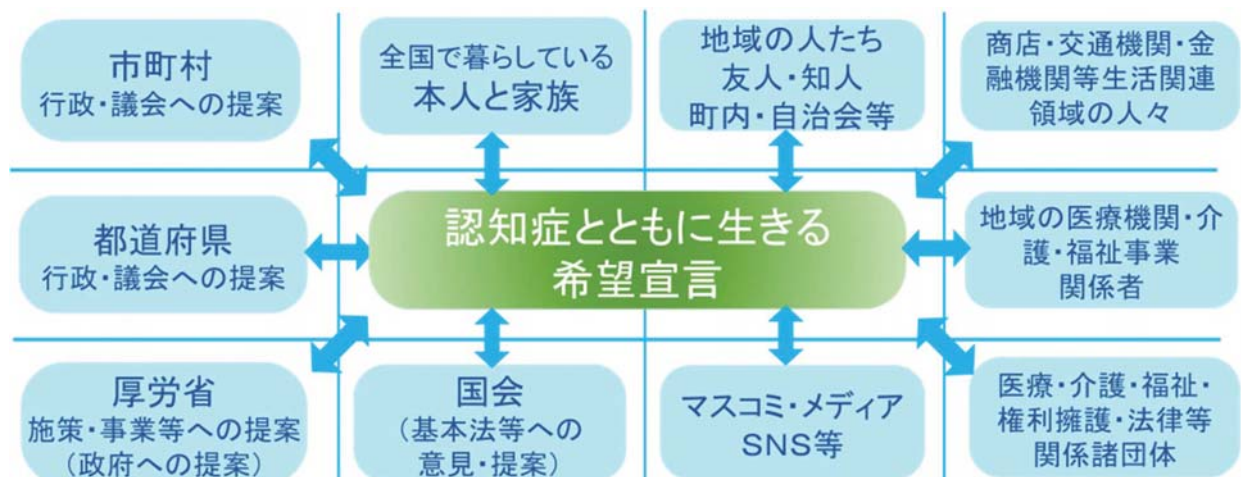 市町村
行政・議会への提案
全国で暮らしている
本人と家族
地域の人たち
友人・知人
町内・自治会等
商店・交通機関・金
融機関等生活関連
領域の人々
都道府県
行政・議会への提案
認知症とともに生きる
希望宣言
地域の医療機関・介
護・福祉事業
関係者
厚労省
施策・事業等への提案
（政府への提案）
国会
（基本法等への
意見・提案）
マスコミ・メディア
SNS等
医療・介護・福祉・
権利擁護・法律等
関係諸団体